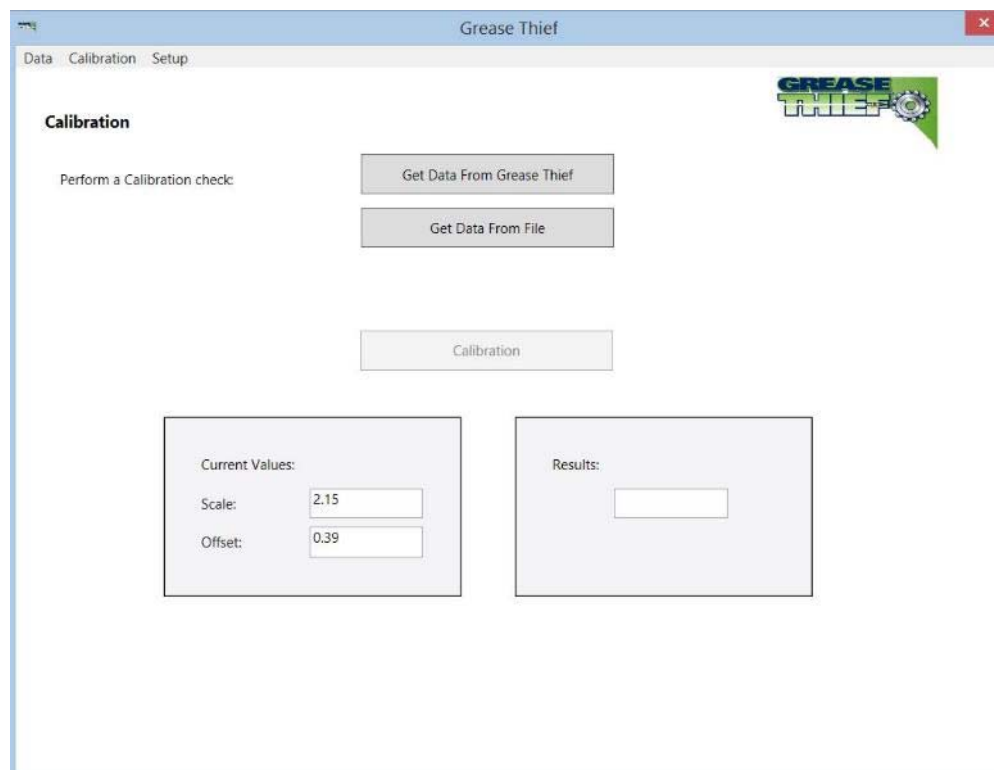 Grease Thief
Data Calibration Setup
GREASE
THIEF
Calibration
Perform a Calibration check:
Get Data From Grease Thief
Get Data From File
Calibration
Current Values:
Scale: 2.15
Offset: 0.39
Results: